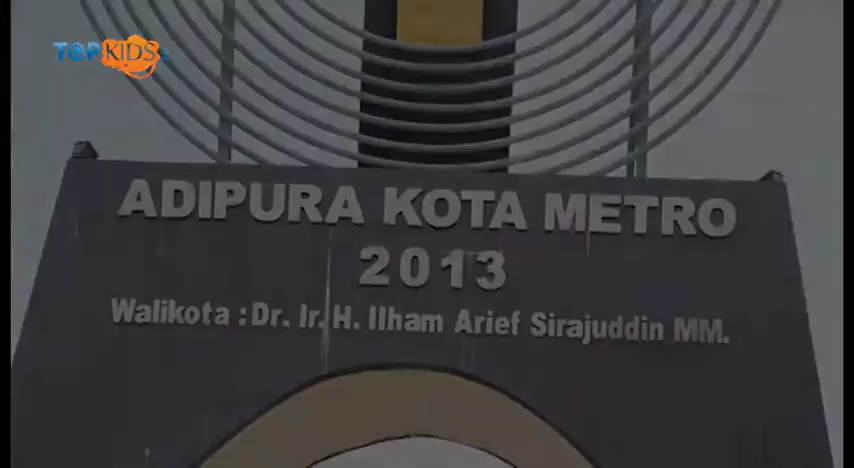 TOPKIDS
ADIPURA KOTA METRO
2013
Walikota : Dr. Ir. H. Ilham Arief Sirajuddin MM.